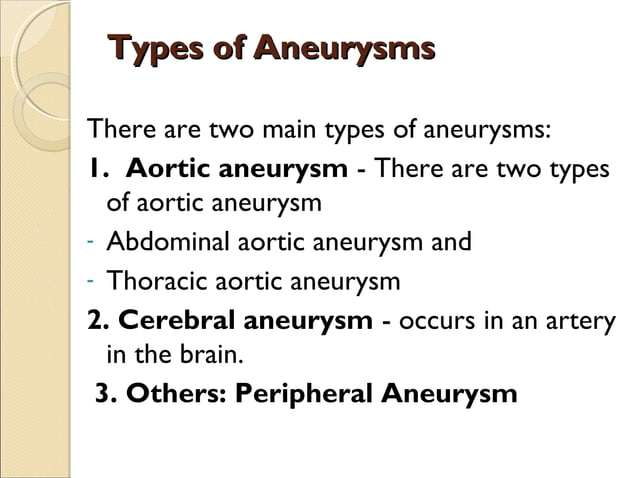 Types of Aneurysms
There are two main types of aneurysms:
1. Aortic aneurysm - There are two types
of aortic aneurysm
- Abdominal aortic aneurysm and
- Thoracic aortic aneurysm
2. Cerebral aneurysm - occurs in an artery
in the brain.
3. Others: Peripheral Aneurysm